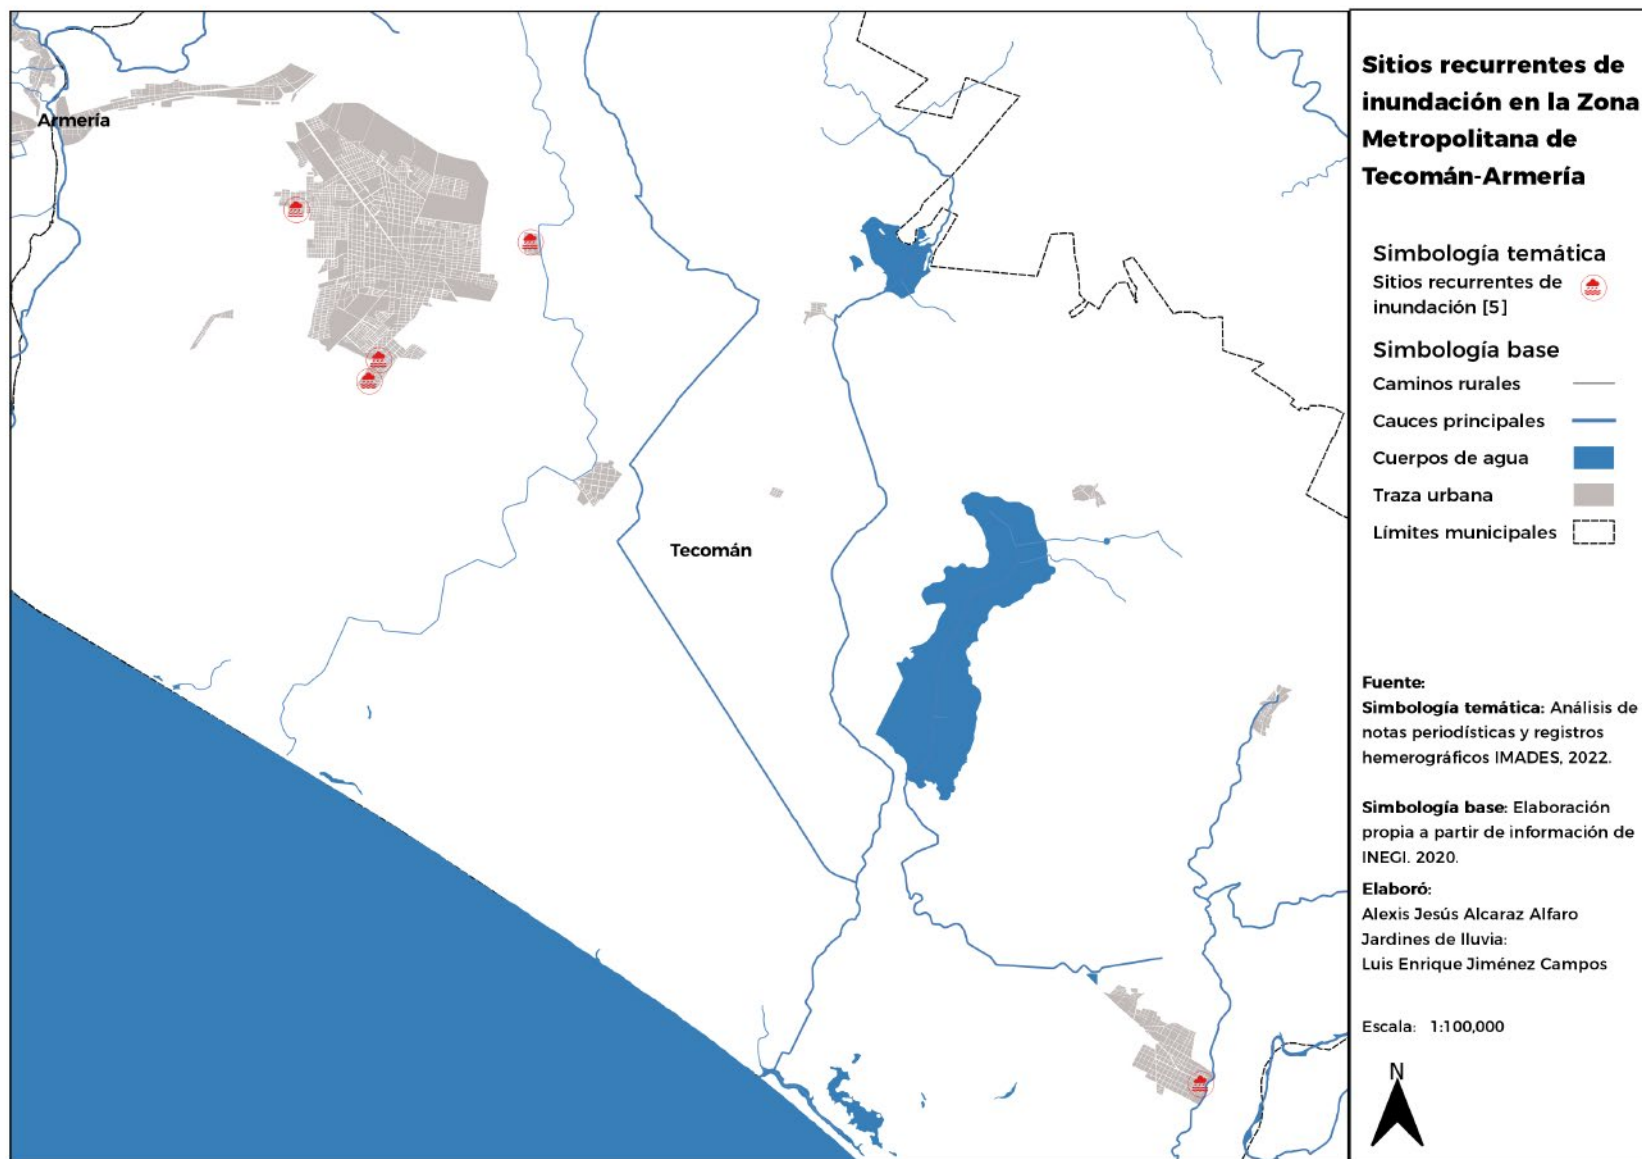 Armería
Tecomán
Sitios recurrentes de
inundación en la Zona
Metropolitana de
Tecomán-Armería
Simbología temática
Sitios recurrentes de
inundación [5]
Simbología base
Caminos rurales
Cauces principales
Cuerpos de agua
Traza urbana
Límites municipales
Fuente:
Simbología temática: Análisis de
notas periodísticas y registros
hemerográficos IMADES, 2022.
Simbología base: Elaboración
propia a partir de información de
INEGI. 2020.
Elaboró:
Alexis Jesús Alcaraz Alfaro
Jardines de lluvia:
Luis Enrique Jiménez Campos
Escala: 1:100,000
N